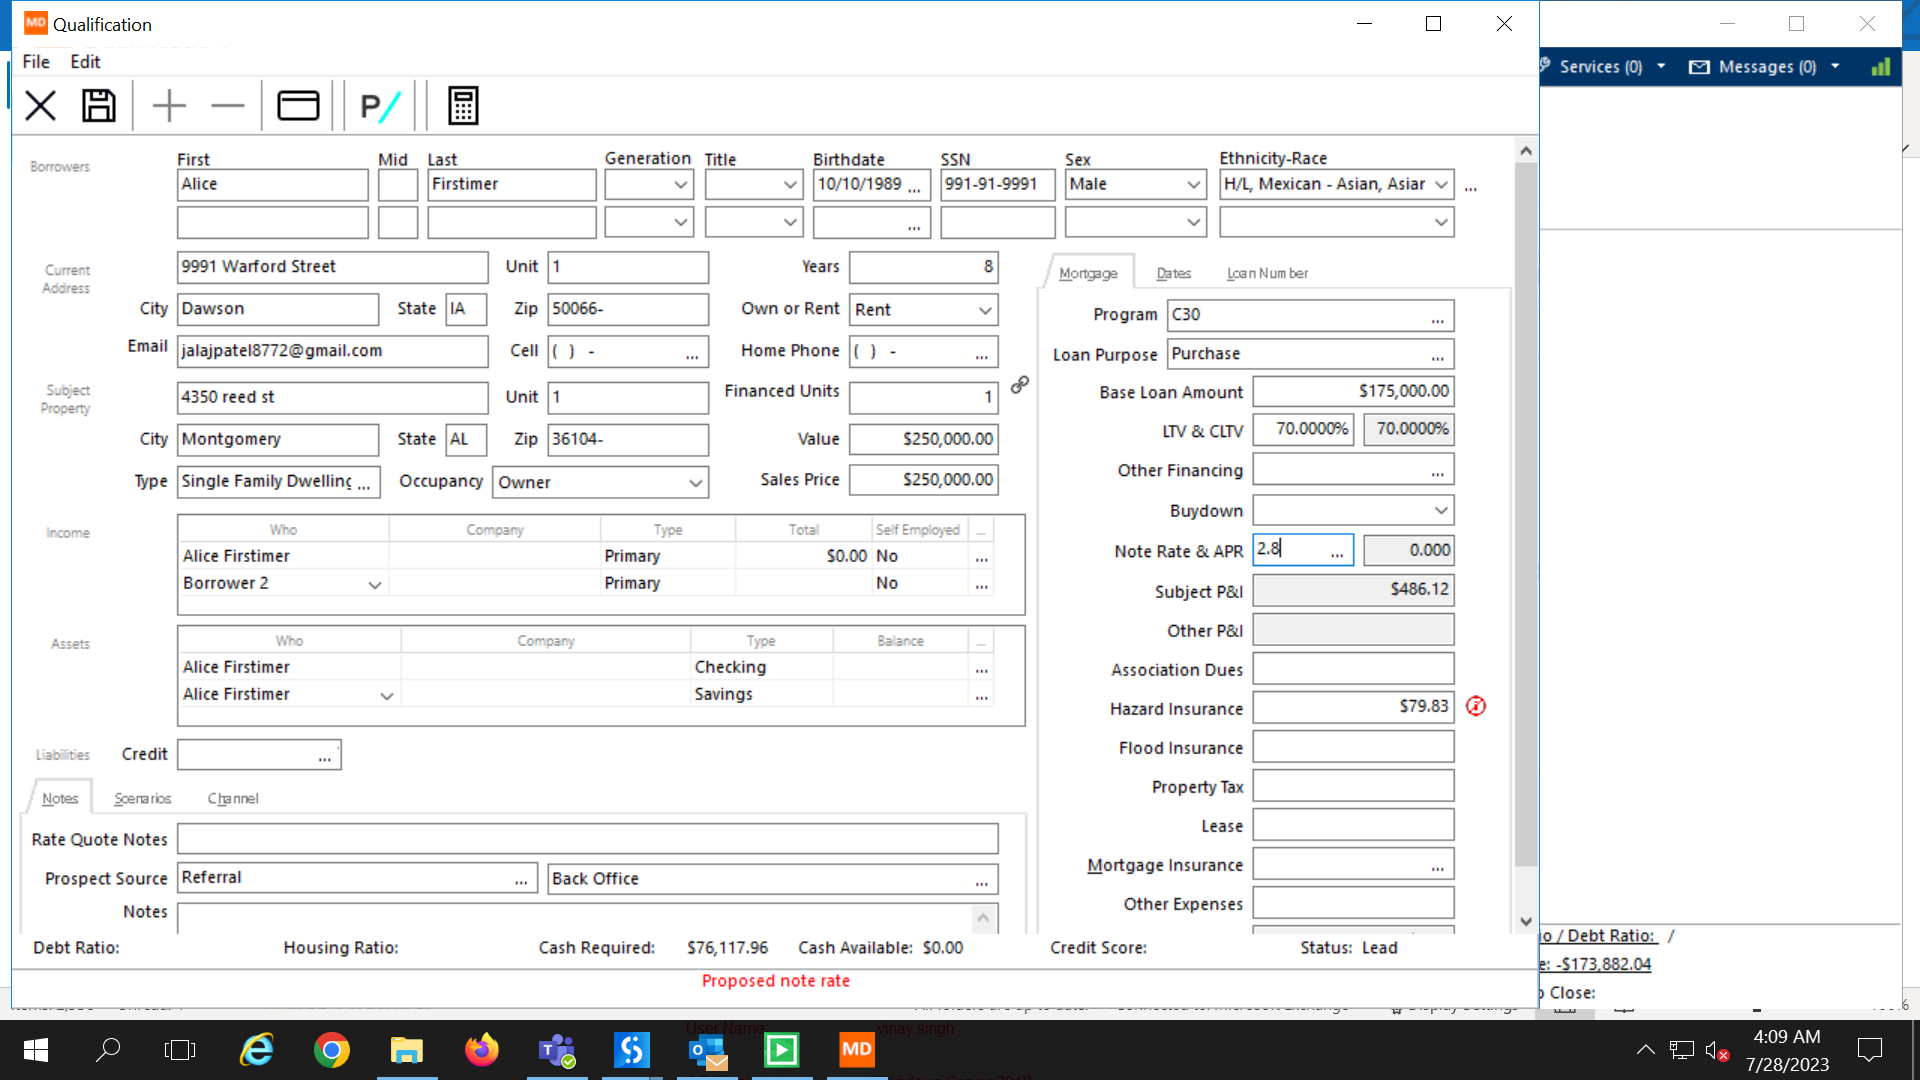 MD Qualification
File Edit
Services (0) Messages (0)
P/
Borrowers First Mid Last Generation Title Birthdate SSN Sex Ethnicity-Race
Alice Firstimer 10/10/1989 ... 991-91-9991 Male H/L, Mexican - Asian, Asiar ...
...
Current Address 9991 Warford Street Unit 1 Years 8
City Dawson State IA Zip 50066- Own or Rent Rent
Email jalajpatel8772@gmail.com Cell ( ) - ... Home Phone ( ) - ...
Subject Property 4350 reed st Unit 1 Financed Units 1
City Montgomery State AL Zip 36104- Value $250,000.00
Type Single Family Dwelling ... Occupancy Owner Sales Price $250,000.00
Income Who Company Type Total Self Employed ...
Alice Firstimer Primary $0.00 No ...
Borrower 2 Primary No ...
Assets Who Company Type Balance ...
Alice Firstimer Checking ...
Alice Firstimer Savings ...
Liabilities Credit ...
Notes Scenarios Channel
Rate Quote Notes
Prospect Source Referral ... Back Office ...
Notes
Mortgage Dates Loan Number
Program C30 ...
Loan Purpose Purchase ...
Base Loan Amount $175,000.00
LTV & CLTV 70.0000% 70.0000%
Other Financing ...
Buydown
Note Rate & APR 2.8 ... 0.000
Subject P&I $486.12
Other P&I
Association Dues
Hazard Insurance $79.83
Flood Insurance
Property Tax
Lease
Mortgage Insurance ...
Other Expenses
Debt Ratio: Housing Ratio: Cash Required: $76,117.96 Cash Available: $0.00 Credit Score: Status: Lead
Proposed note rate
io / Debt Ratio: /
e: -$173,882.04
o Close:
User Name: vinay.singh
MD
4:09 AM
7/28/2023